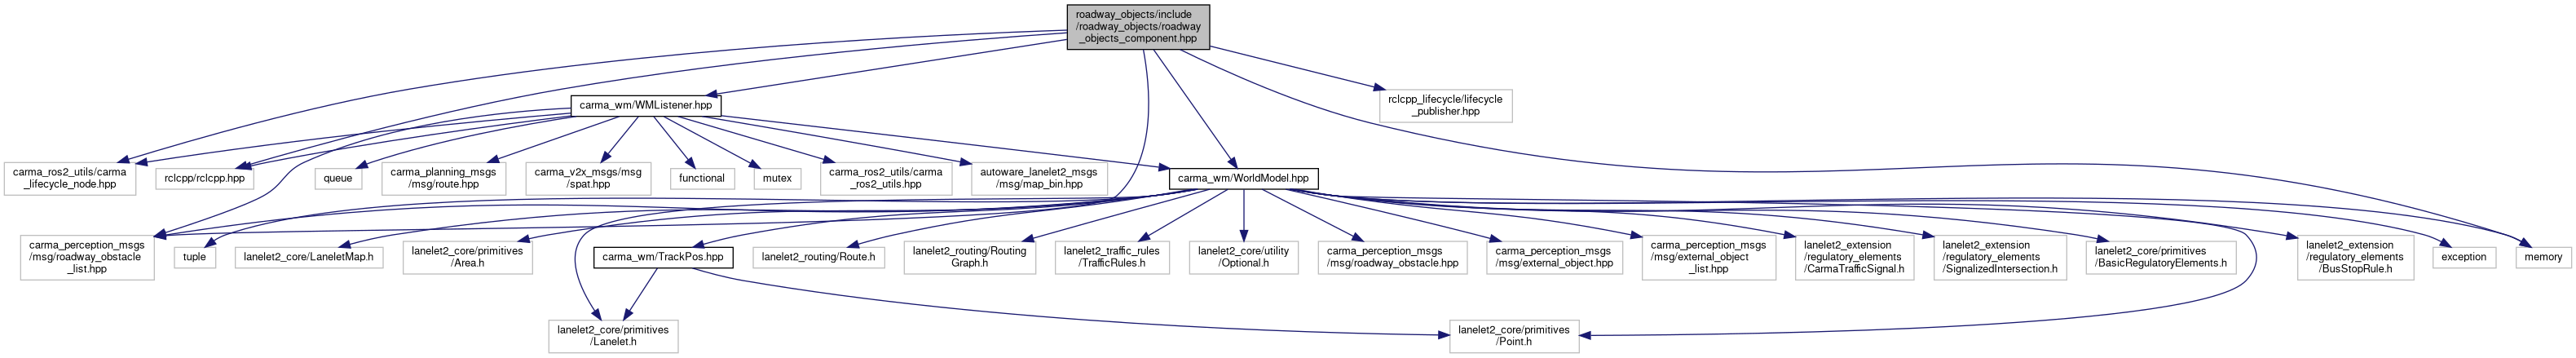 roadway_objects/include
/roadway_objects/roadway
_objects_component.hpp
carma_wm/WMListener.hpp
rclcpp_lifecycle/lifecycle
_publisher.hpp
carma_ros2_utils/carma
_lifecycle_node.hpp
rclcpp/rclcpp.hpp
queue
carma_planning_msgs
/msg/route.hpp
carma_v2x_msgs/msg
/spat.hpp
functional
mutex
carma_ros2_utils/carma
_ros2_utils.hpp
autoware_lanelet2_msgs
/msg/map_bin.hpp
carma_wm/WorldModel.hpp
carma_perception_msgs
/msg/roadway_obstacle
_list.hpp
tuple
lanelet2_core/LaneletMap.h
lanelet2_core/primitives
/Area.h
carma_wm/TrackPos.hpp
lanelet2_routing/Route.h
lanelet2_routing/Routing
Graph.h
lanelet2_traffic_rules
/TrafficRules.h
lanelet2_core/utility
/Optional.h
carma_perception_msgs
/msg/roadway_obstacle.hpp
carma_perception_msgs
/msg/external_object.hpp
carma_perception_msgs
/msg/external_object
_list.hpp
lanelet2_extension
/regulatory_elements
/CarmaTrafficSignal.h
lanelet2_extension
/regulatory_elements
/SignalizedIntersection.h
lanelet2_core/primitives
/BasicRegulatoryElements.h
lanelet2_extension
/regulatory_elements
/BusStopRule.h
exception
memory
lanelet2_core/primitives
/Lanelet.h
lanelet2_core/primitives
/Point.h